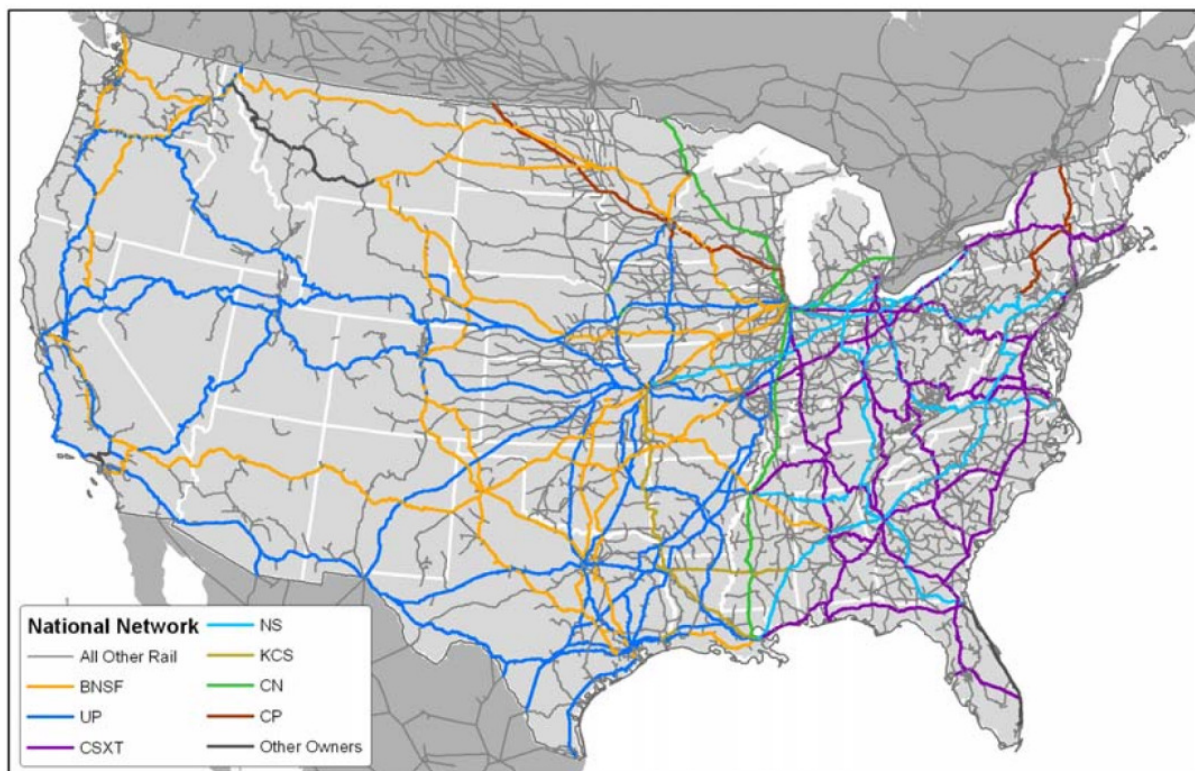 National Network
All Other Rail
BNSF
UP
CSXT
NS
KCS
CN
CP
Other Owners